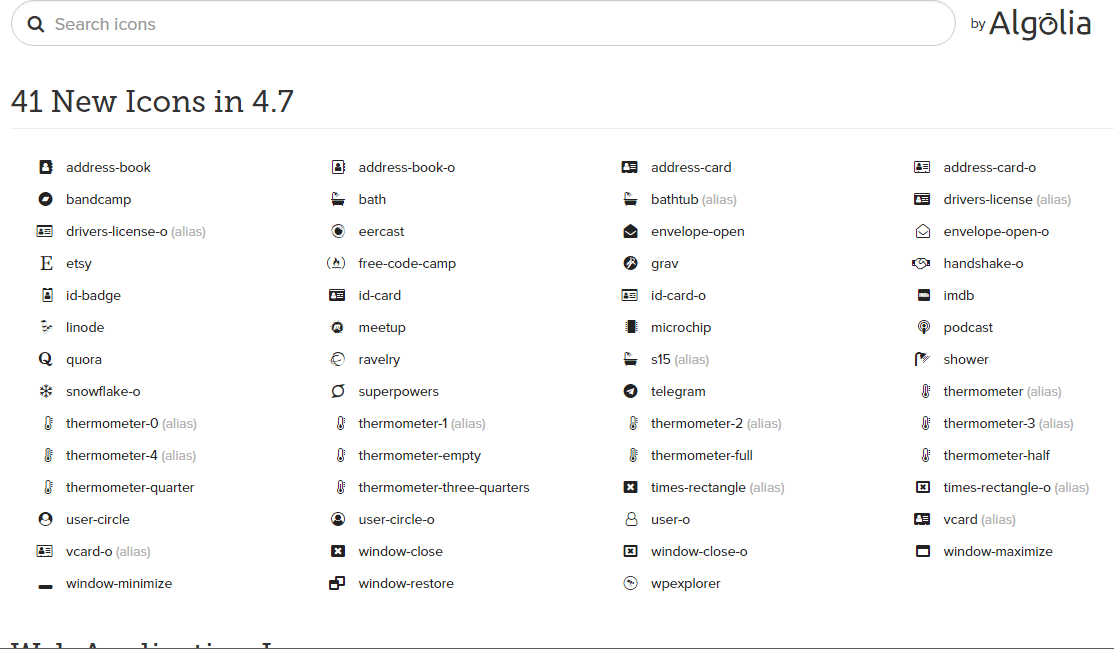 Search icons by Algolia
41 New Icons in 4.7
address-book address-book-o address-card address-card-o
bandcamp bath bathtub (alias) drivers-license (alias)
drivers-license-o (alias) eercast envelope-open envelope-open-o
etsy free-code-camp grav handshake-o
id-badge id-card id-card-o imdb
linode meetup microchip podcast
quora ravelry s15 (alias) shower
snowflake-o superpowers telegram thermometer (alias)
thermometer-0 (alias) thermometer-1 (alias) thermometer-2 (alias) thermometer-3 (alias)
thermometer-4 (alias) thermometer-empty thermometer-full thermometer-half
thermometer-quarter thermometer-three-quarters times-rectangle (alias) times-rectangle-o (alias)
user-circle user-circle-o user-o vcard (alias)
vcard-o (alias) window-close window-close-o window-maximize
window-minimize window-restore wpexplorer